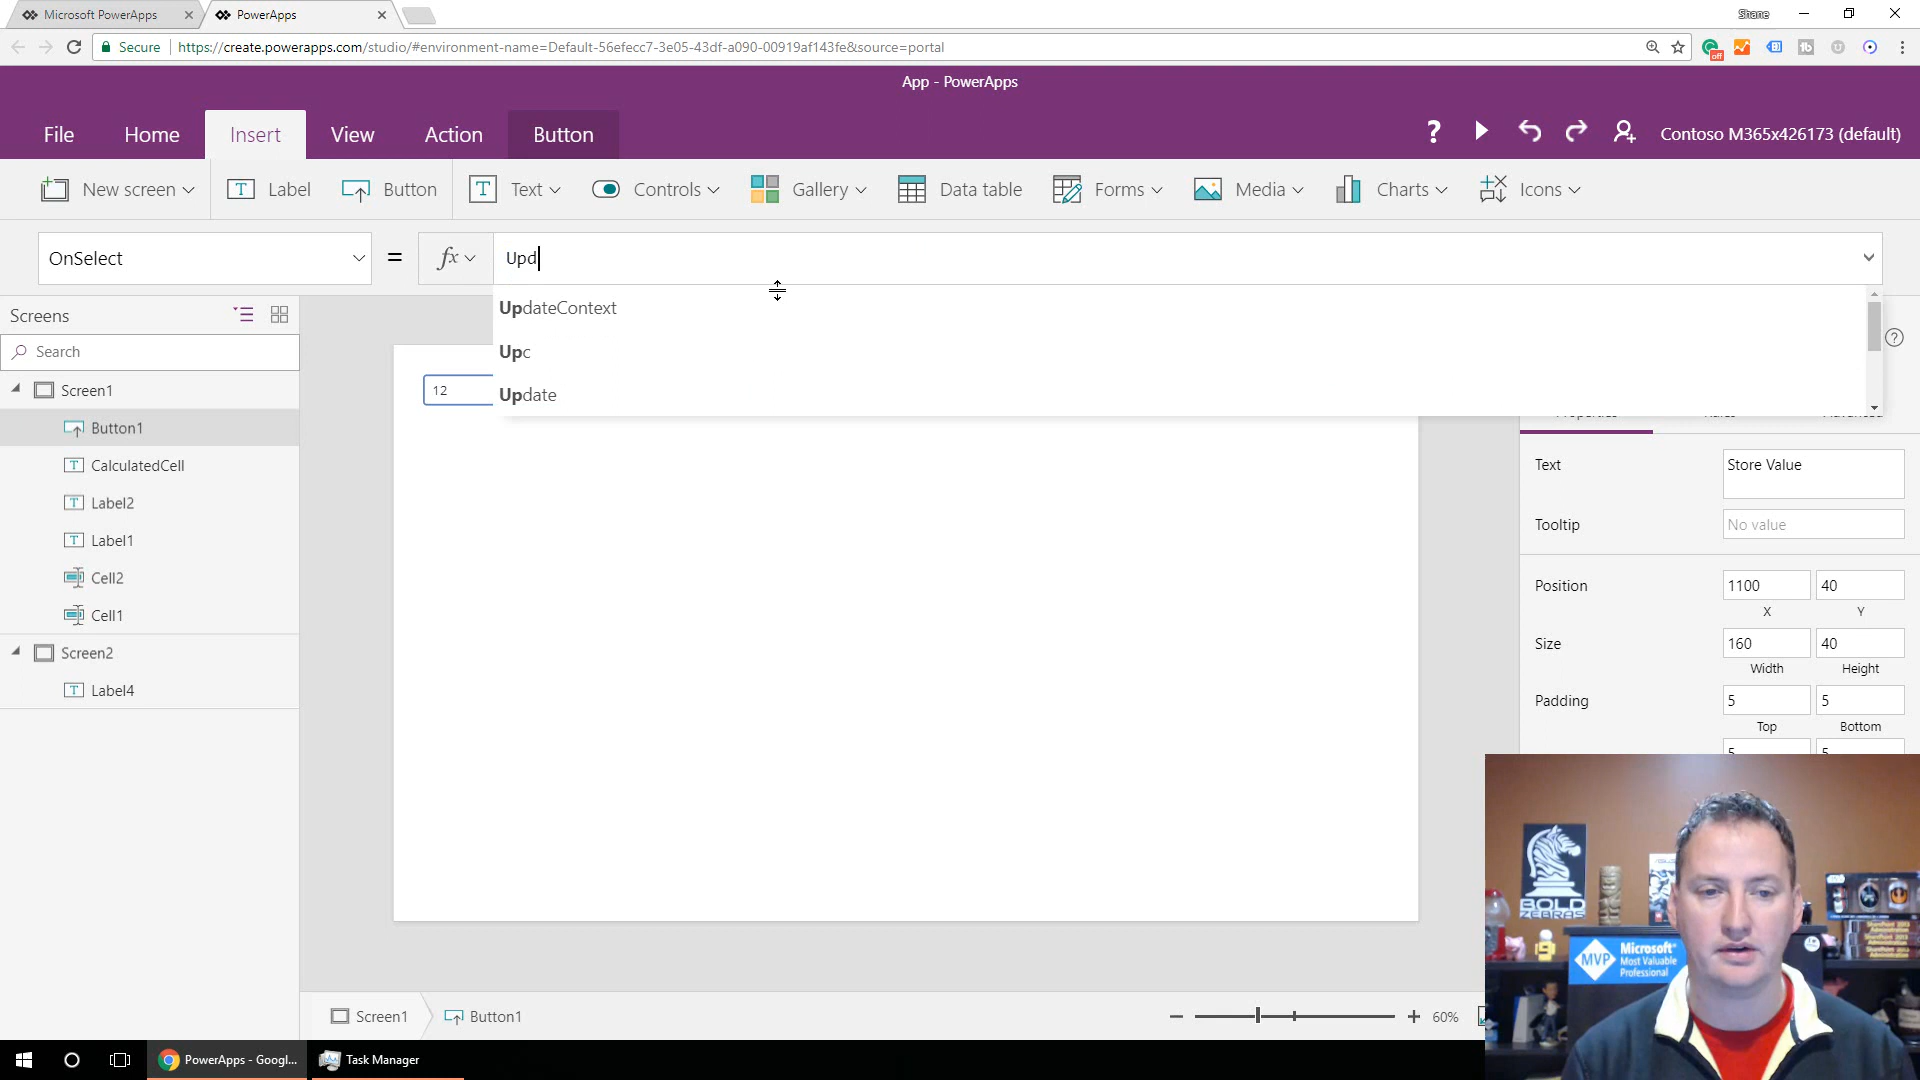 Microsoft PowerApps
PowerApps
Shane
Secure
https://create.powerapps.com/studio/#environment-name=Default-56efecc7-3e05-43df-a090-00919af143fe&source=portal
off
App - PowerApps
File
Home
Insert
View
Action
Button
?
Contoso M365x426173 (default)
New screen
Label
Button
Text
Controls
Gallery
Data table
Forms
Media
Charts
Icons
OnSelect
=
fx
Upd
UpdateContext
Upc
Update
Screens
Search
Screen1
Button1
CalculatedCell
Label2
Label1
Cell2
Cell1
Screen2
Label4
12
Text
Store Value
Tooltip
No value
Position
1100
40
X
Y
Size
160
40
Width
Height
Padding
5
5
Top
Bottom
5
5
Screen1
Button1
60%
BOLD
ZEBRAS
MVP
Microsoft
Most Valuable
Professional
PowerApps - Googl...
Task Manager